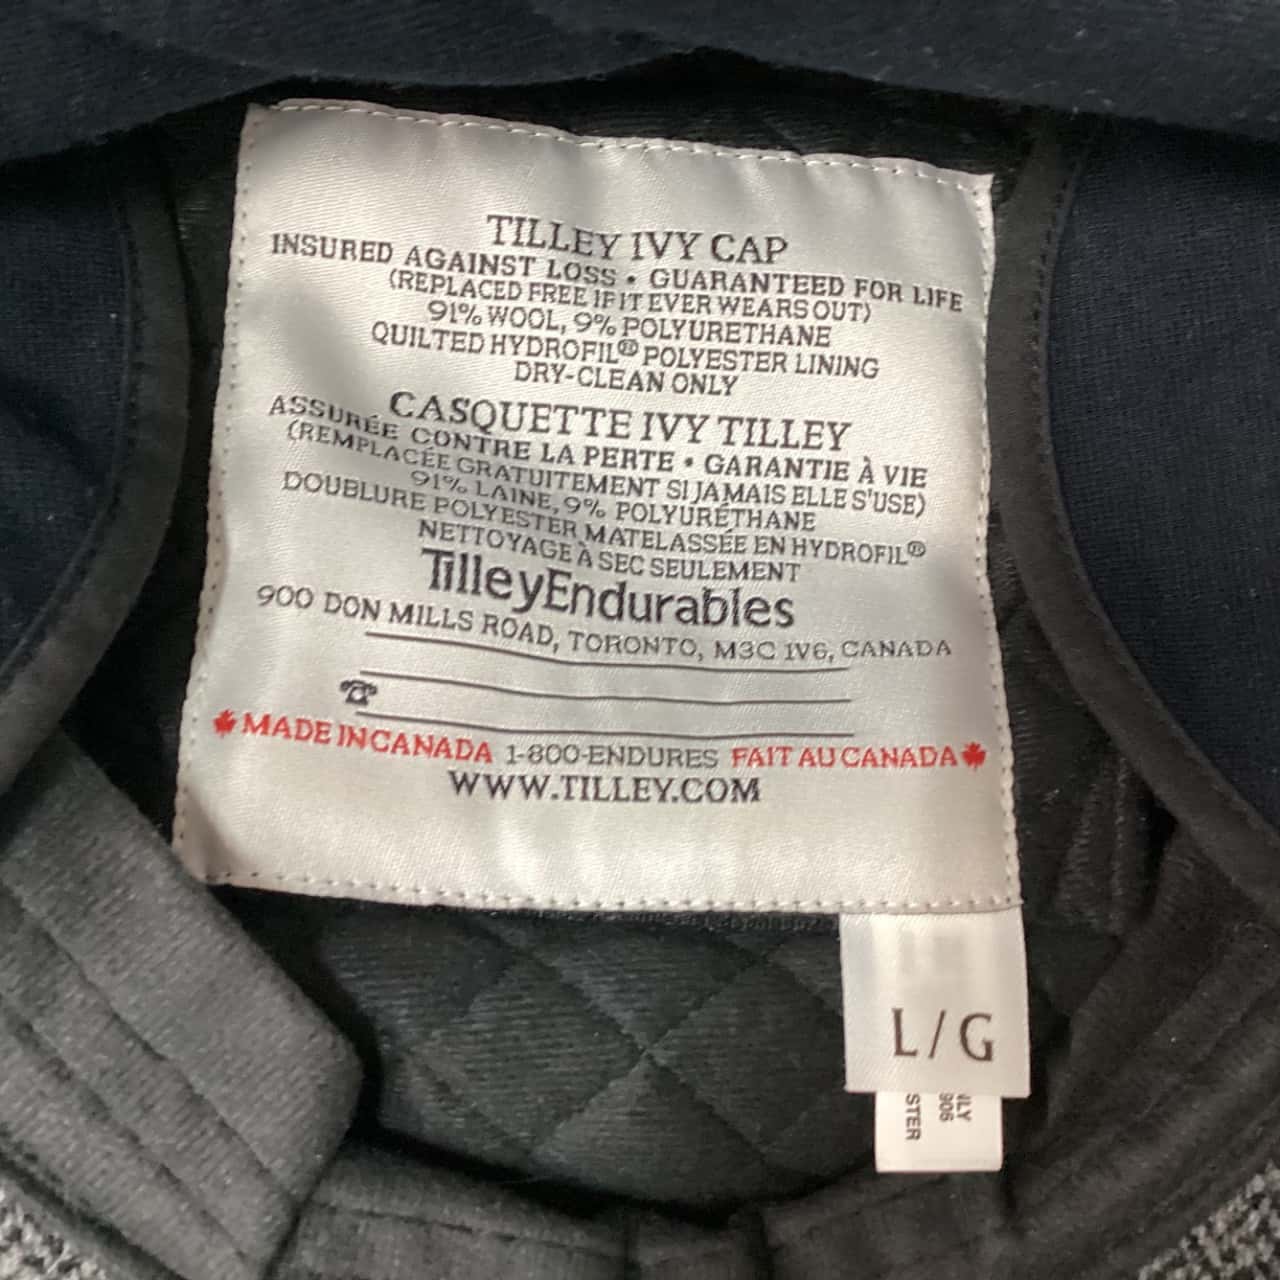 TILLEY IVY CAP
INSURED AGAINST LOSS • GUARANTEED FOR LIFE
(REPLACED FREE IF IT EVER WEARS OUT)
91% WOOL, 9% POLYURETHANE
QUILTED HYDROFIL® POLYESTER LINING
DRY-CLEAN ONLY
CASQUETTE IVY TILLEY
ASSURÉE CONTRE LA PERTE • GARANTIE À VIE
(REMPLACÉE GRATUITEMENT SI JAMAIS ELLE S'USE)
91% LAINE, 9% POLYURÉTHANE
DOUBLURE POLYESTER MATELASSÉE EN HYDROFIL®
NETTOYAGE À SEC SEULEMENT
TilleyEndurables
900 DON MILLS ROAD, TORONTO, M3C 1V6, CANADA
MADE IN CANADA 1-800-ENDURES FAIT AU CANADA
WWW.TILLEY.COM
L/G
906
STER